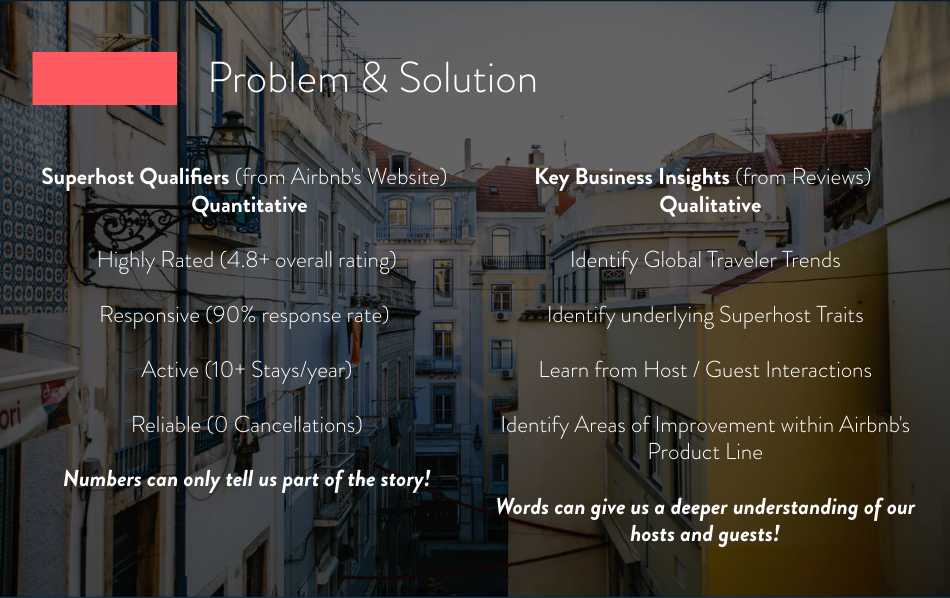 Problem & Solution
Superhost Qualifiers (from Airbnb's Website)
Quantitative
Highly Rated (4.8+ overall rating)
Responsive (90% response rate)
Active (10+ Stays/year)
Reliable (0 Cancellations)
Numbers can only tell us part of the story!
Key Business Insights (from Reviews)
Qualitative
Identify Global Traveler Trends
Identify underlying Superhost Traits
Learn from Host / Guest Interactions
Identify Areas of Improvement within Airbnb's
Product Line
Words can give us a deeper understanding of our
hosts and guests!
ori